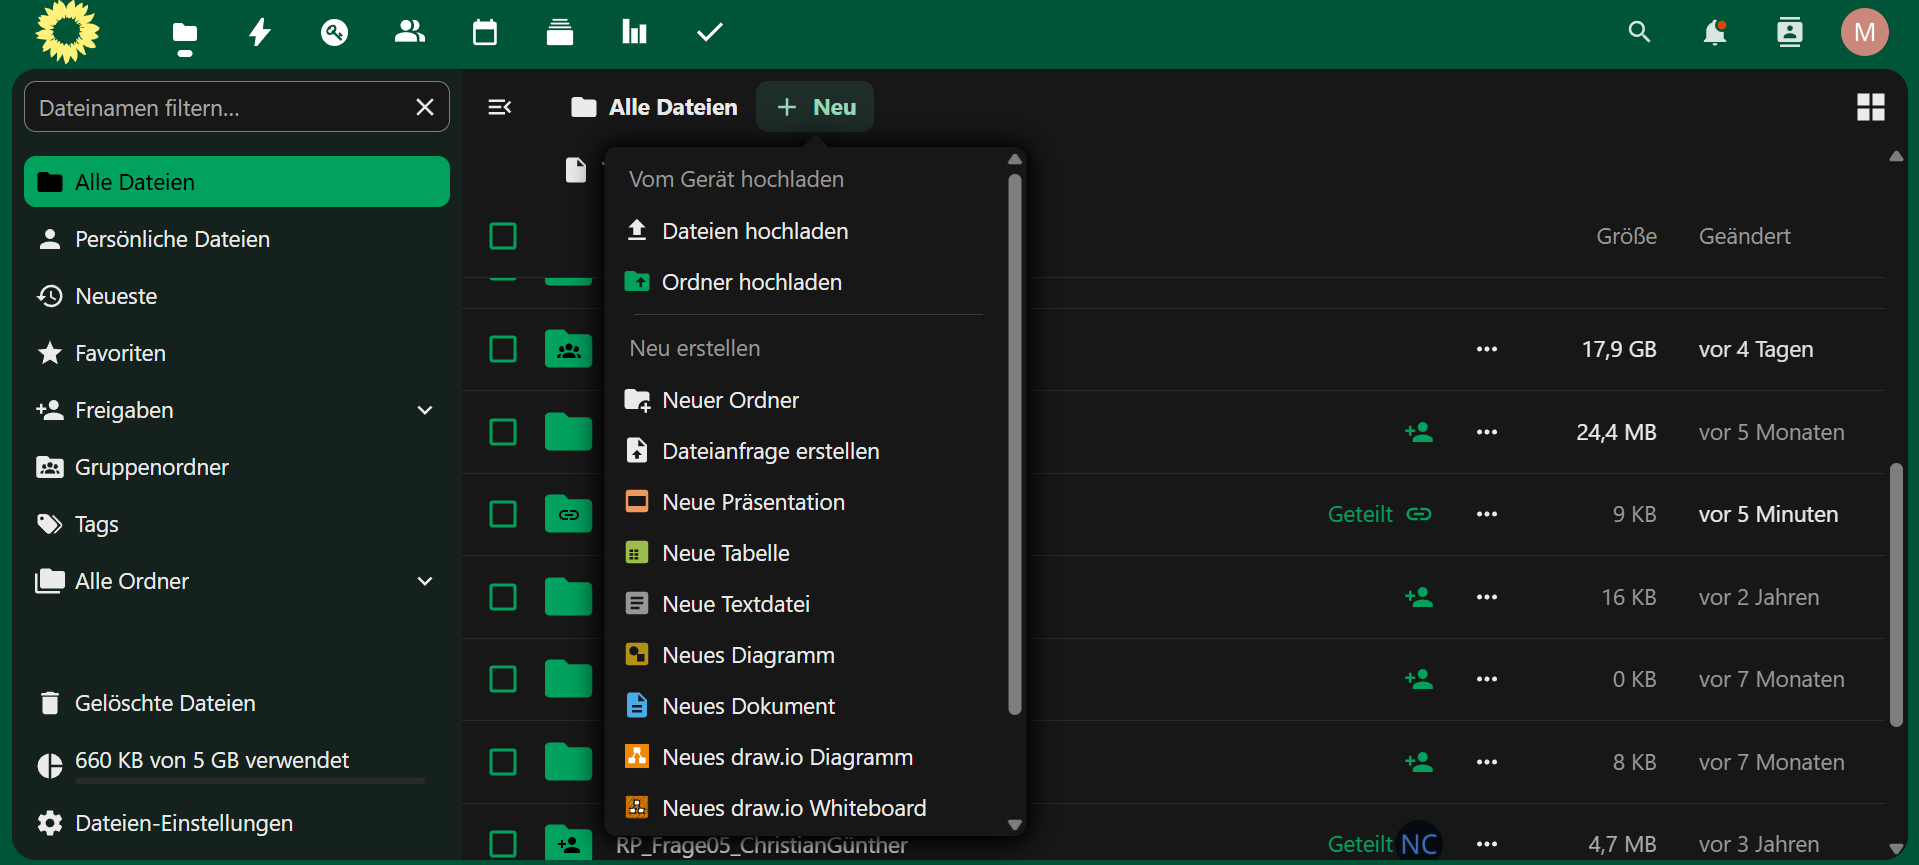 M
Dateinamen filtern...
Alle Dateien
Persönliche Dateien
Neueste
Favoriten
Freigaben
Gruppenordner
Tags
Alle Ordner
Gelöschte Dateien
660 KB von 5 GB verwendet
Dateien-Einstellungen
Alle Dateien
Neu
Vom Gerät hochladen
Dateien hochladen
Ordner hochladen
Neu erstellen
Neuer Ordner
Dateianfrage erstellen
Neue Präsentation
Neue Tabelle
Neue Textdatei
Neues Diagramm
Neues Dokument
Neues draw.io Diagramm
Neues draw.io Whiteboard
Größe Geändert
17,9 GB vor 4 Tagen
24,4 MB vor 5 Monaten
Geteilt 9 KB vor 5 Minuten
16 KB vor 2 Jahren
0 KB vor 7 Monaten
8 KB vor 7 Monaten
RP_Frage05_ChristianGünther Geteilt NC 4,7 MB vor 3 Jahren